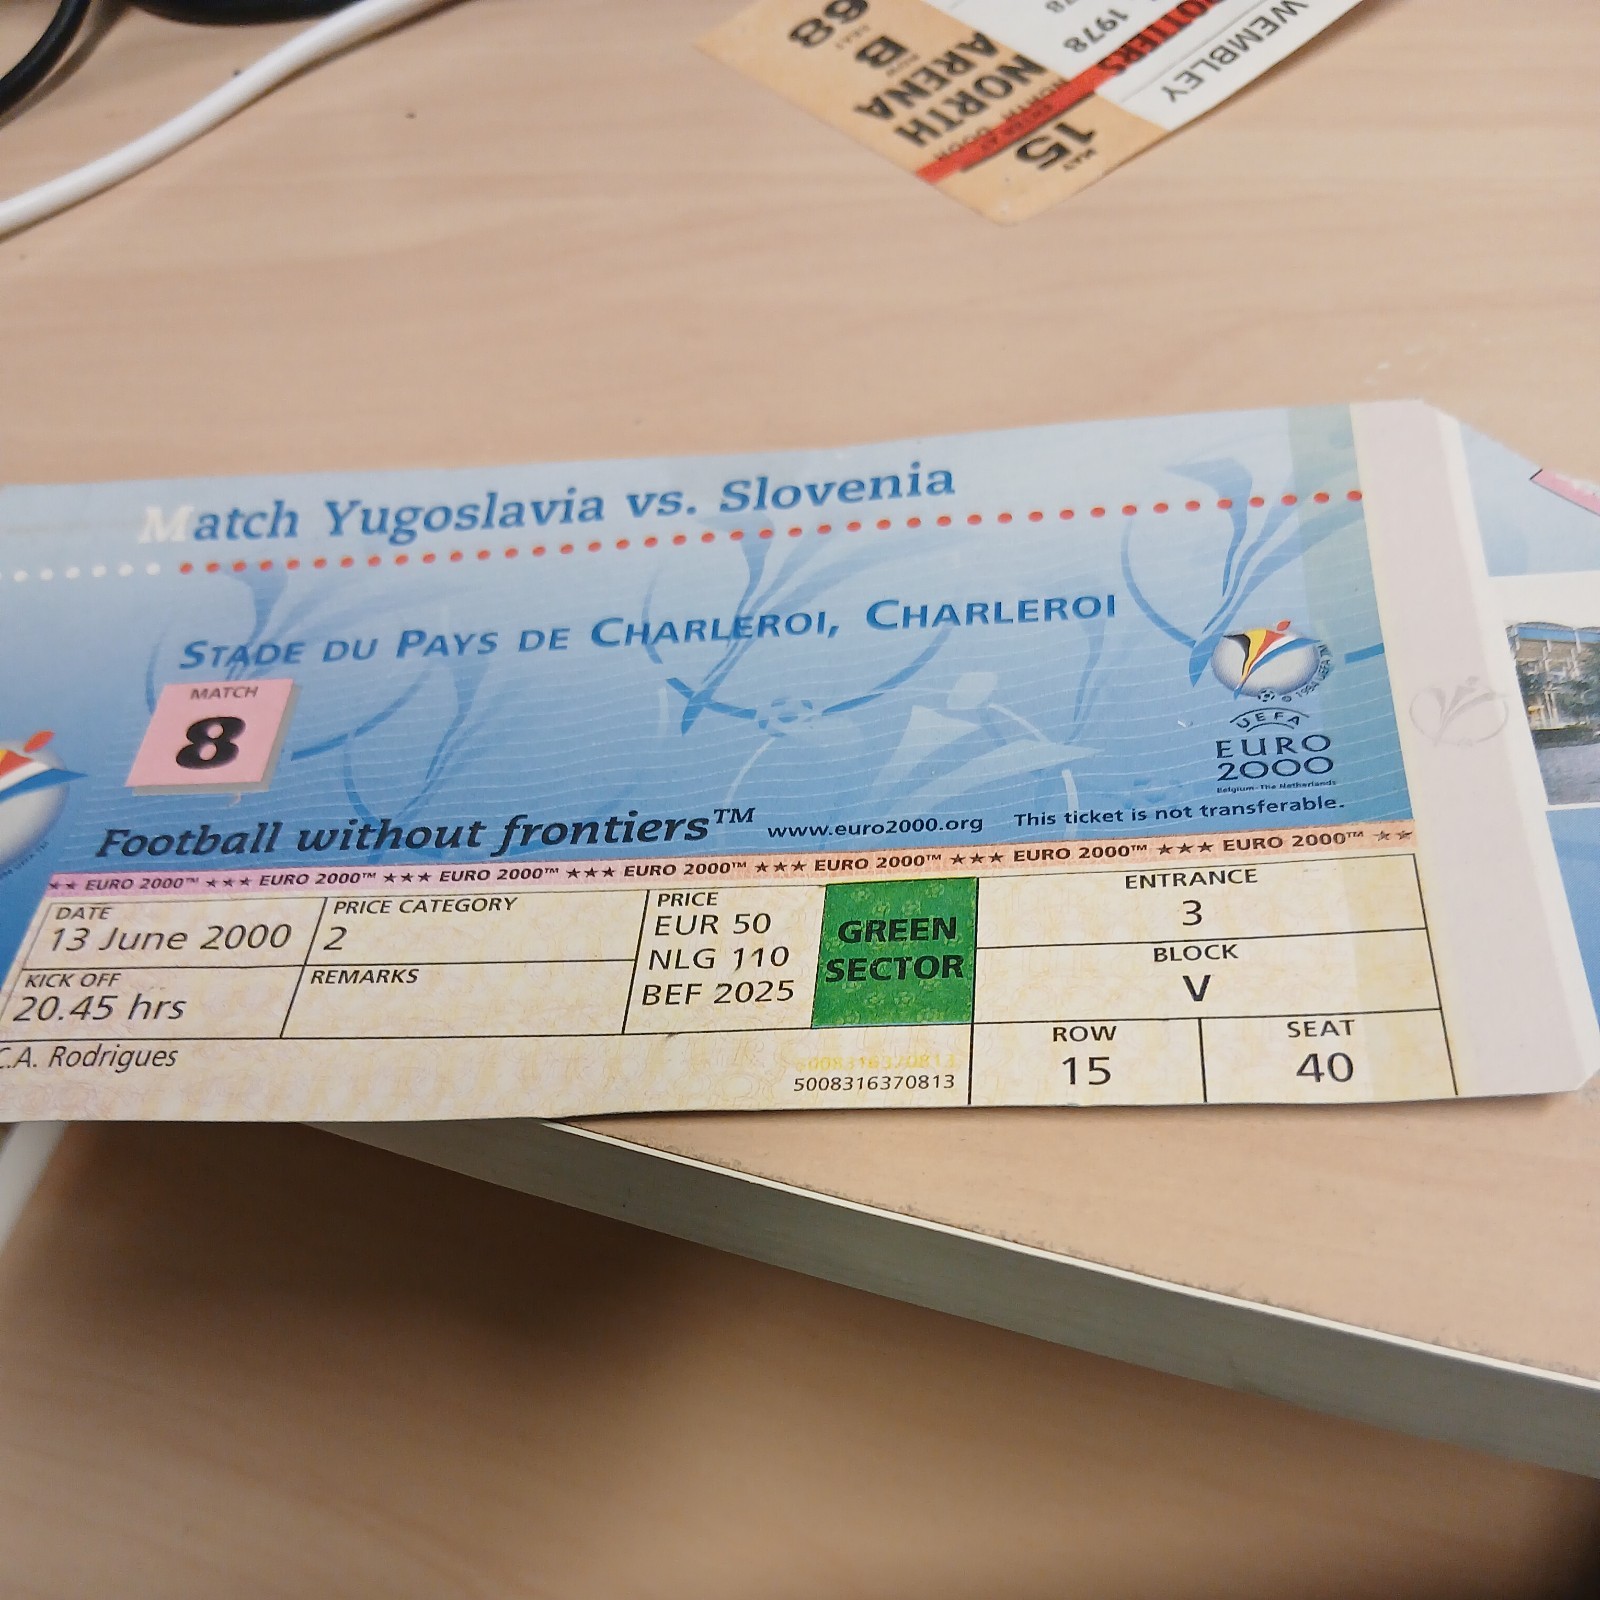 WEMBLEY
1978
NORTH
ARENA
B
68
MAY
15
Match Yugoslavia vs. Slovenia
STADE DU PAYS DE CHARLEROI, CHARLEROI
MATCH
8
© 1994 UEFA TM
UEFA
EURO
2000
Belgium-The Netherlands
Football without frontiers™ www.euro2000.org This ticket is not transferable.
★★ EURO 2000™ ★★★ EURO 2000™ ★★★ EURO 2000™ ★★★ EURO 2000™ ★★★ EURO 2000™ ★★★ EURO 2000™ ★★
DATE
13 June 2000
PRICE CATEGORY
2
KICK OFF
20.45 hrs
REMARKS
PRICE
EUR 50
NLG 110
BEF 2025
GREEN
SECTOR
ENTRANCE
3
BLOCK
V
ROW
15
SEAT
40
C.A. Rodrigues
5008316370813
5008316370813